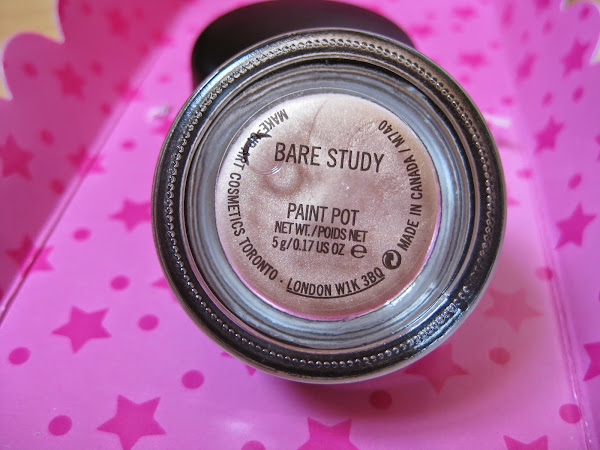 BARE STUDY
PAINT POT
NET WT./POIDS NET
5 g/0.17 US OZ ℮
MAKE-UP ART COSMETICS TORONTO - LONDON W1K 3BQ
MADE IN CANADA / M740